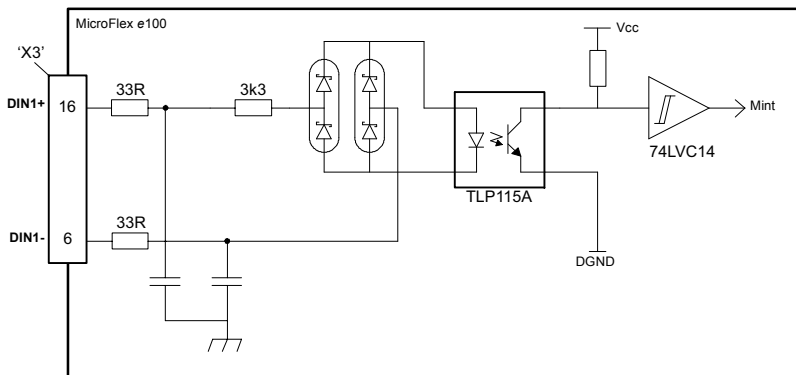 MicroFlex e100
'X3'
DIN1+
16
33R
3k3
Vcc
Mint
74LVC14
TLP115A
DIN1-
6
33R
DGND